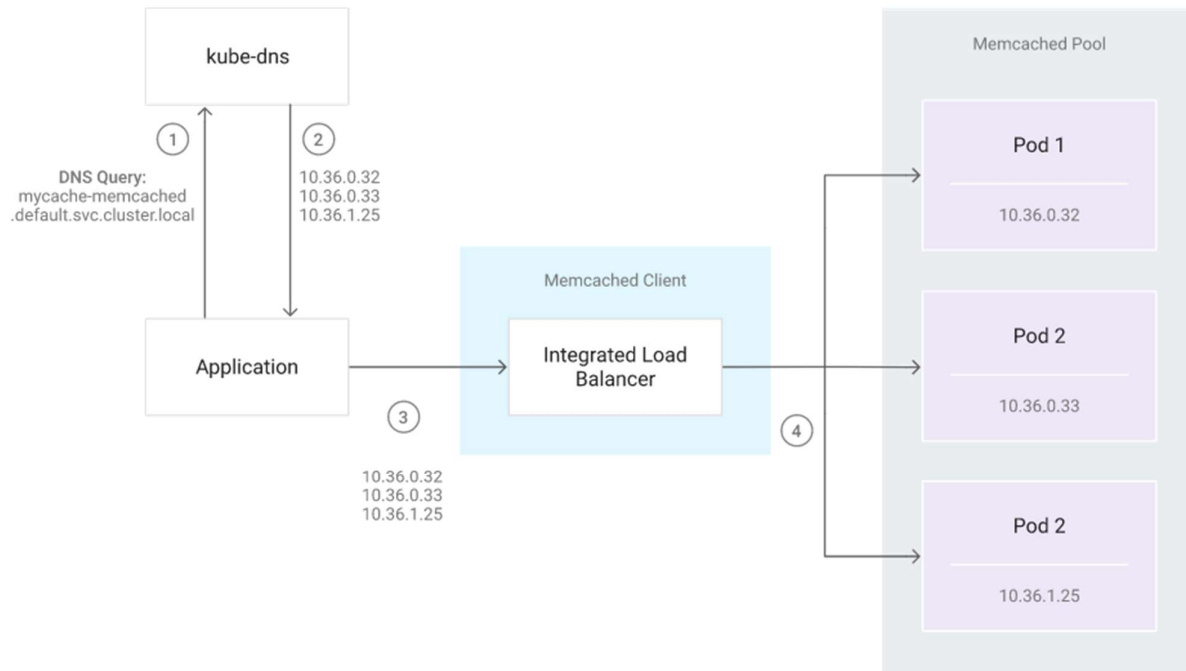 kube-dns
1
2
DNS Query:
mycache-memcached
.default.svc.cluster.local
10.36.0.32
10.36.0.33
10.36.1.25
Application
3
10.36.0.32
10.36.0.33
10.36.1.25
Memcached Client
Integrated Load
Balancer
4
Memcached Pool
Pod 1
10.36.0.32
Pod 2
10.36.0.33
Pod 2
10.36.1.25